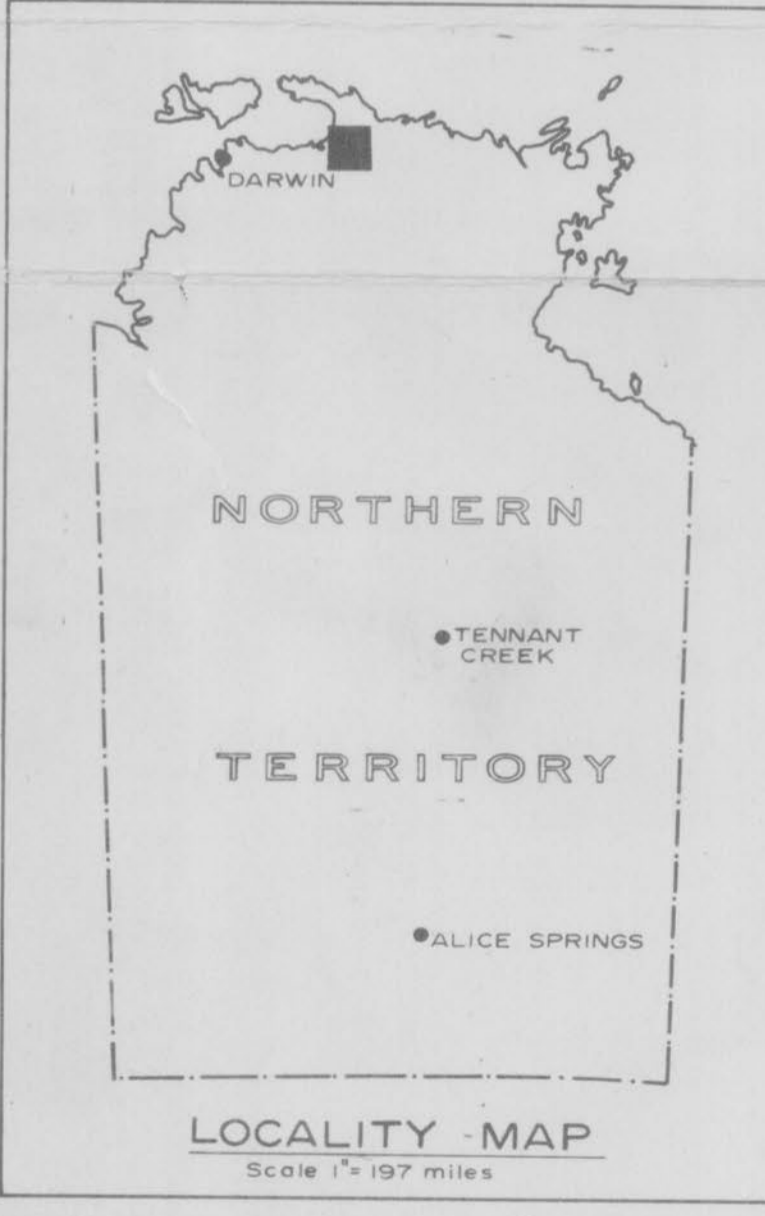 DARWIN
NORTHERN
TENNANT
CREEK
TERRITORY
ALICE SPRINGS
LOCALITY - MAP
Scale 1"= 197 miles